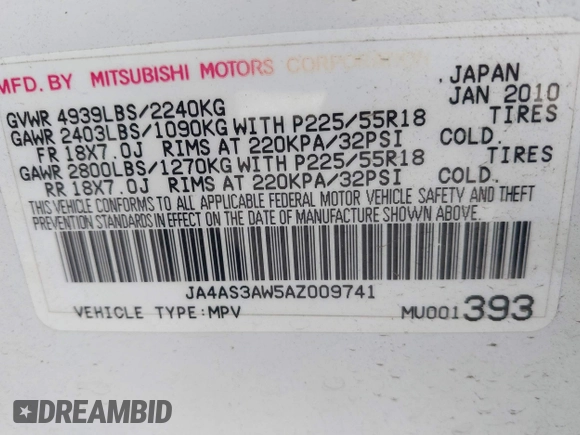 MFD. BY MITSUBISHI MOTORS CORPORATION. JAPAN
GVWR 4939LBS/2240KG JAN 2010
GAWR 2403LBS/1090KG WITH P225/55R18 TIRES
FR 18X7.0J RIMS AT 220KPA/32PSI COLD.
GAWR 2800LBS/1270KG WITH P225/55R18 TIRES
RR 18X7.0J RIMS AT 220KPA/32PSI COLD.
THIS VEHICLE CONFORMS TO ALL APPLICABLE FEDERAL MOTOR VEHICLE SAFETY AND THEFT
PREVENTION STANDARDS IN EFFECT ON THE DATE OF MANUFACTURE SHOWN ABOVE.
JA4AS3AW5AZ009741
VEHICLE TYPE:MPV MU001393
DREAMBID